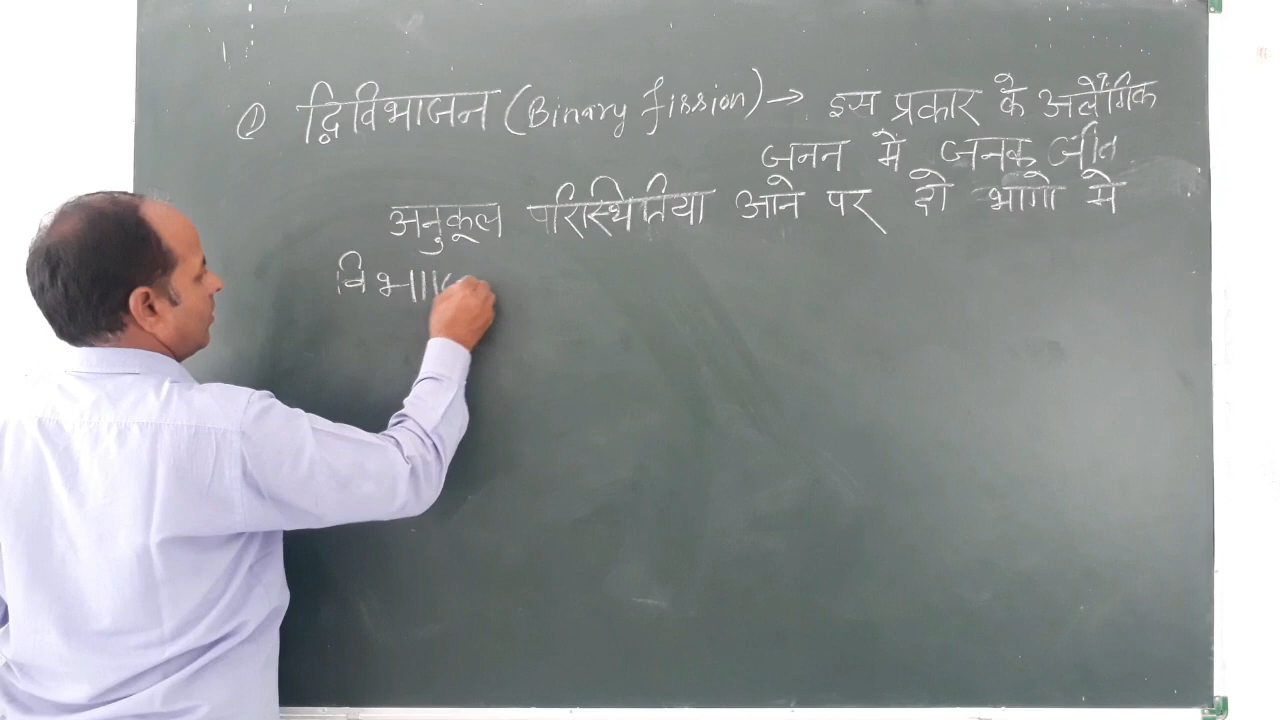 ① द्विविभाजन (Binary fission) → इस प्रकार के अलैंगिक
जनन में जनक जीव
अनुकूल परिस्थितिया आने पर दो भागो मे